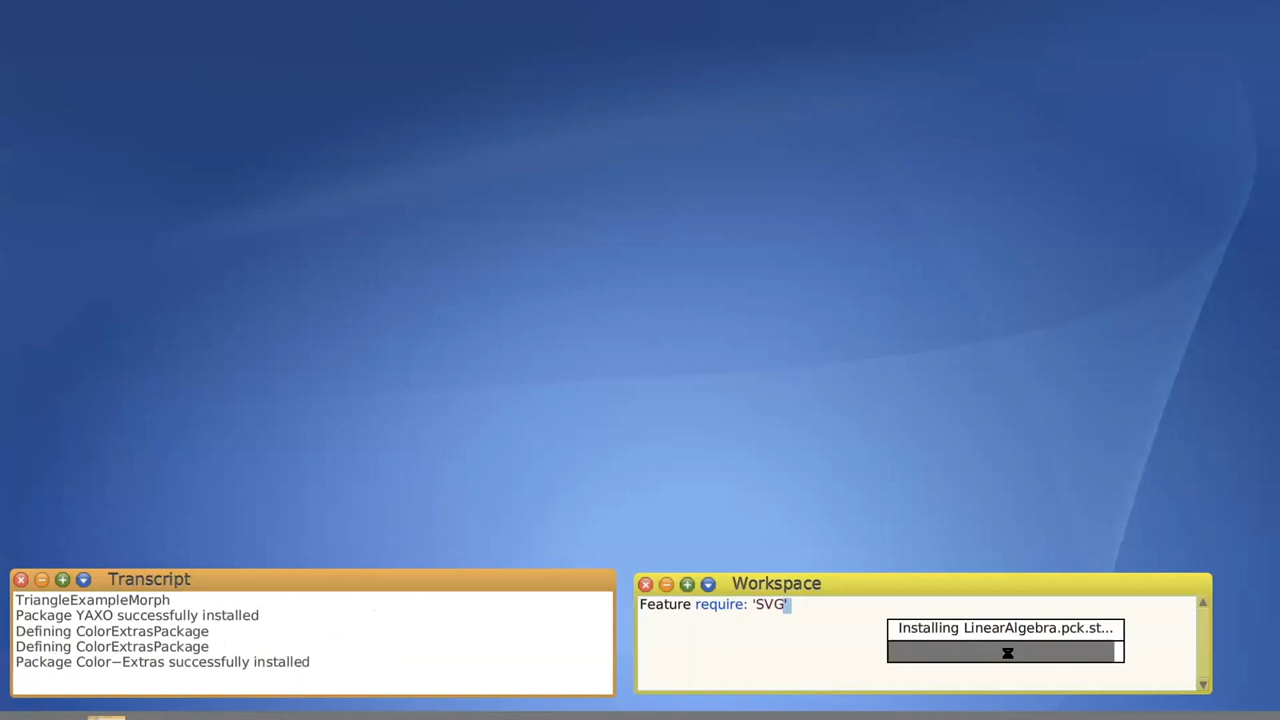 Transcript
TriangleExampleMorph
Package YAXO successfully installed
Defining ColorExtrasPackage
Defining ColorExtrasPackage
Package Color−Extras successfully installed
Workspace
Feature require: 'SVG'
Installing LinearAlgebra.pck.st...